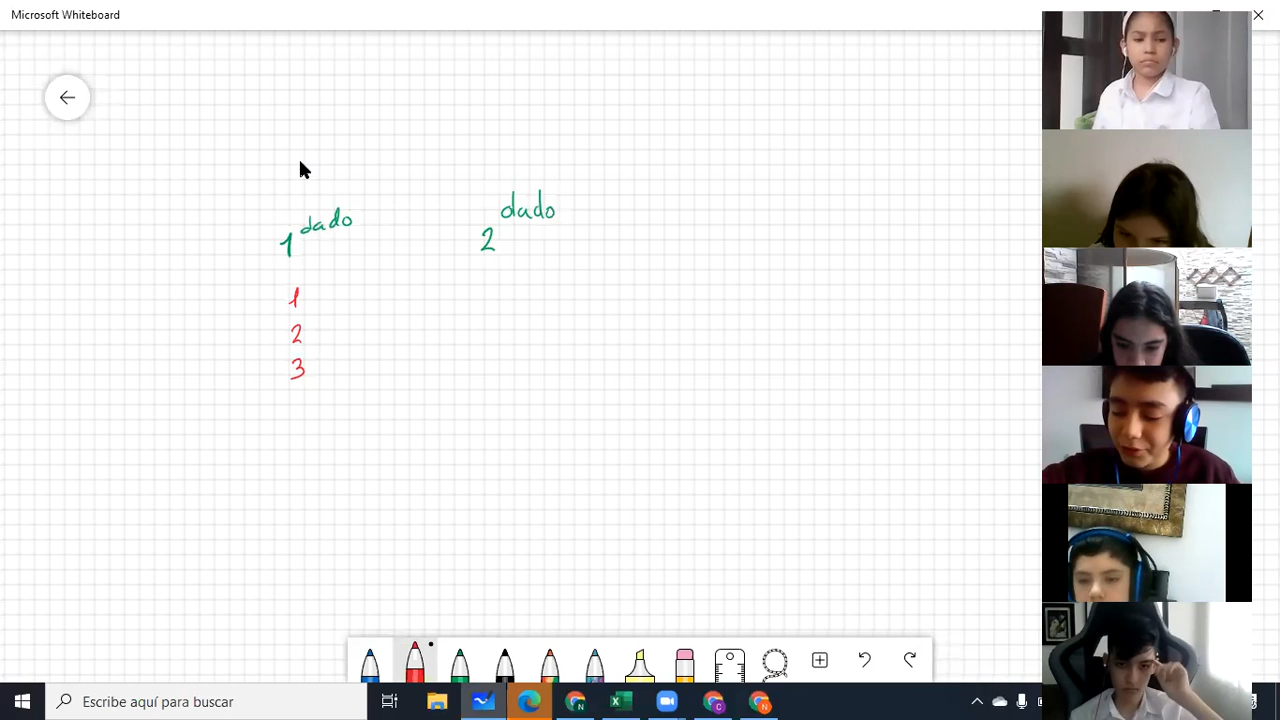 Microsoft Whiteboard
1 dado
2 dado
1
2
3
Escribe aquí para buscar